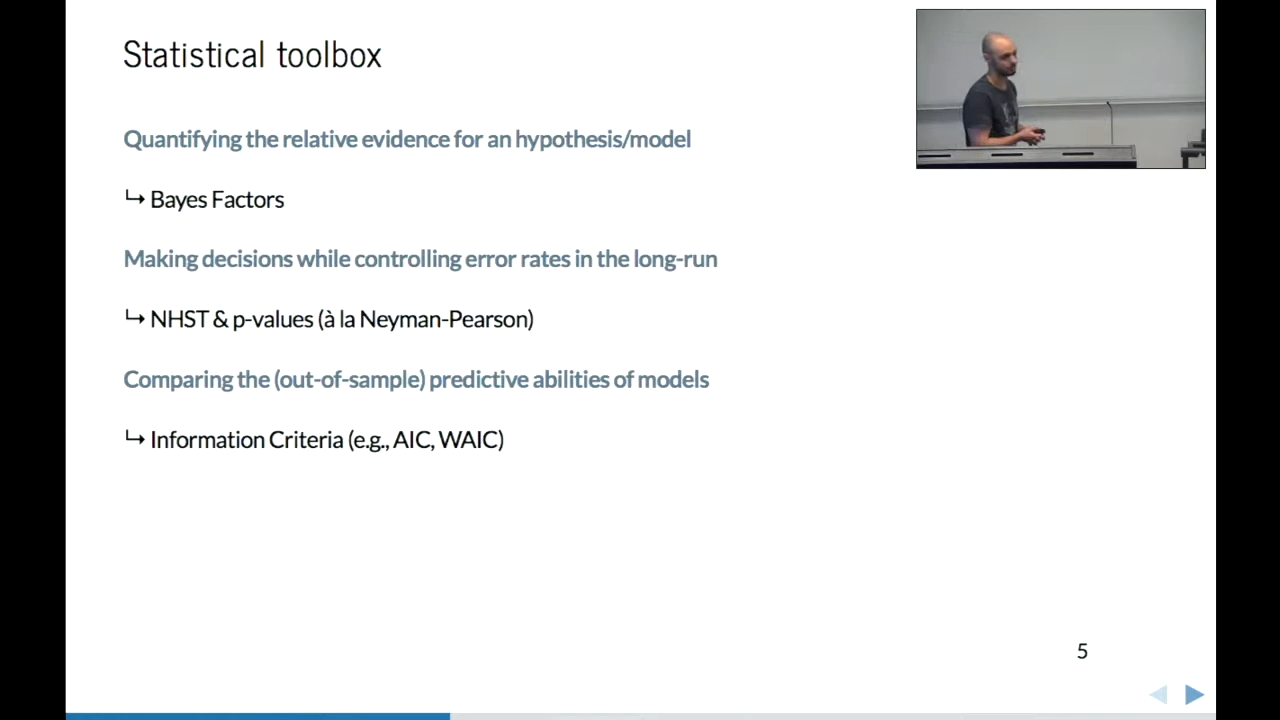 Statistical toolbox
Quantifying the relative evidence for an hypothesis/model
↳ Bayes Factors
Making decisions while controlling error rates in the long-run
↳ NHST & p-values (à la Neyman-Pearson)
Comparing the (out-of-sample) predictive abilities of models
↳ Information Criteria (e.g., AIC, WAIC)
5